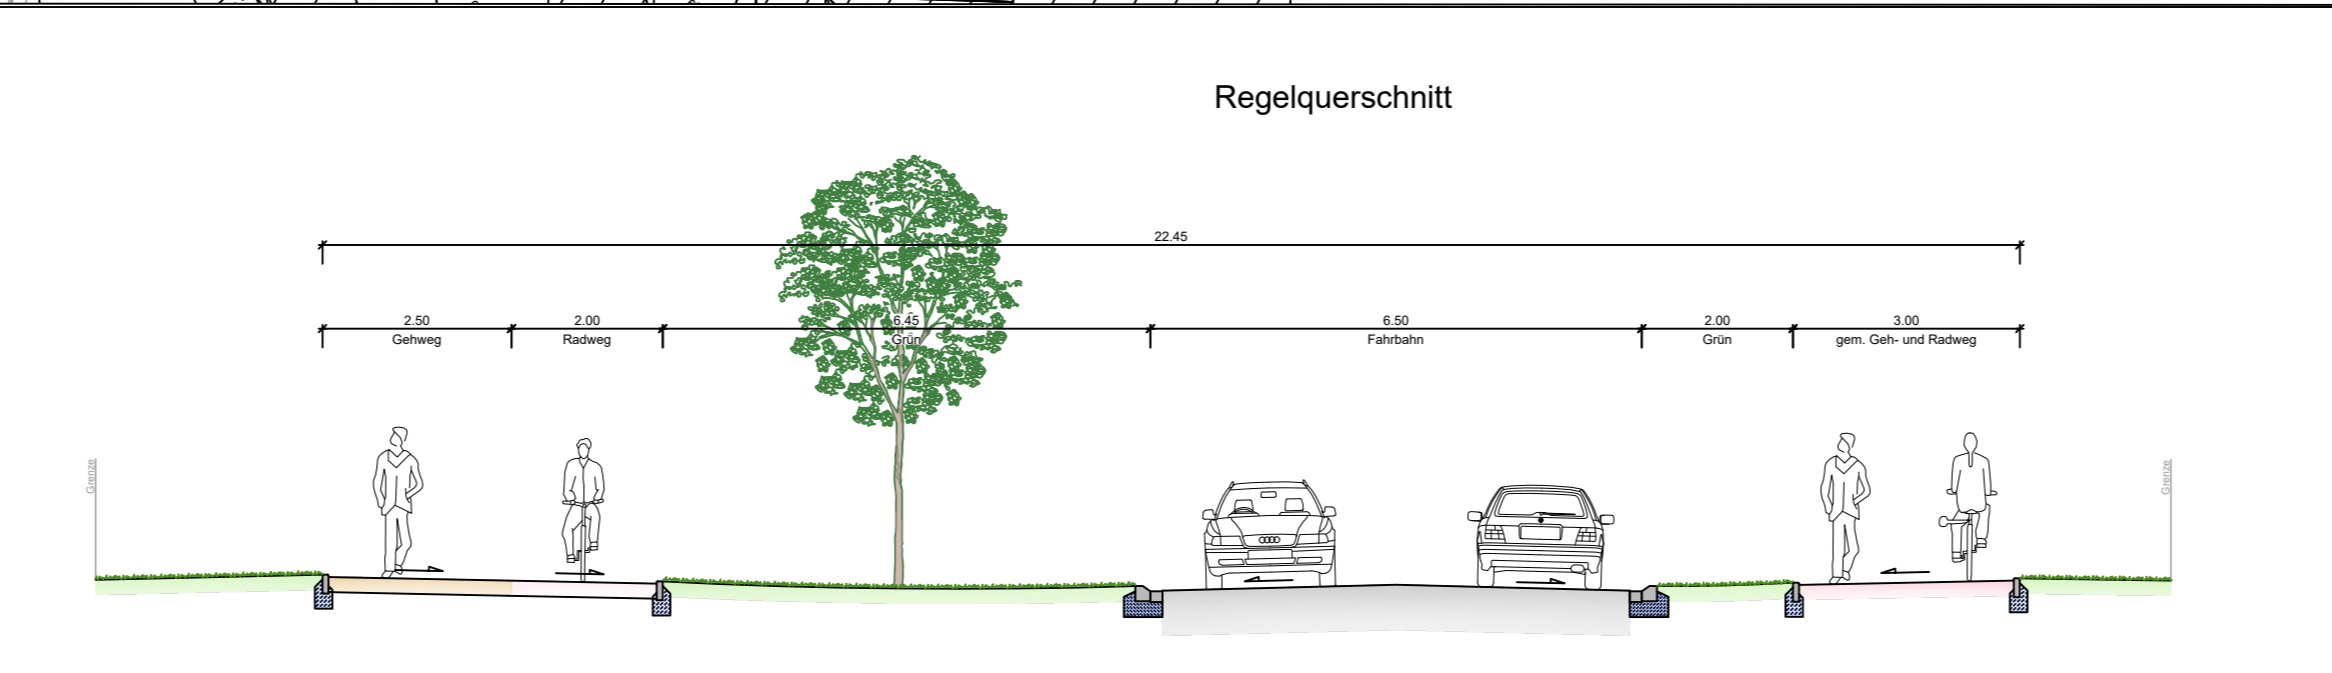 Regelquerschnitt
22.45
2.50 2.00 6.45 6.50 2.00 3.00
Gehweg Radweg Grün Fahrbahn Grün gem. Geh- und Radweg
Grenze Grenze